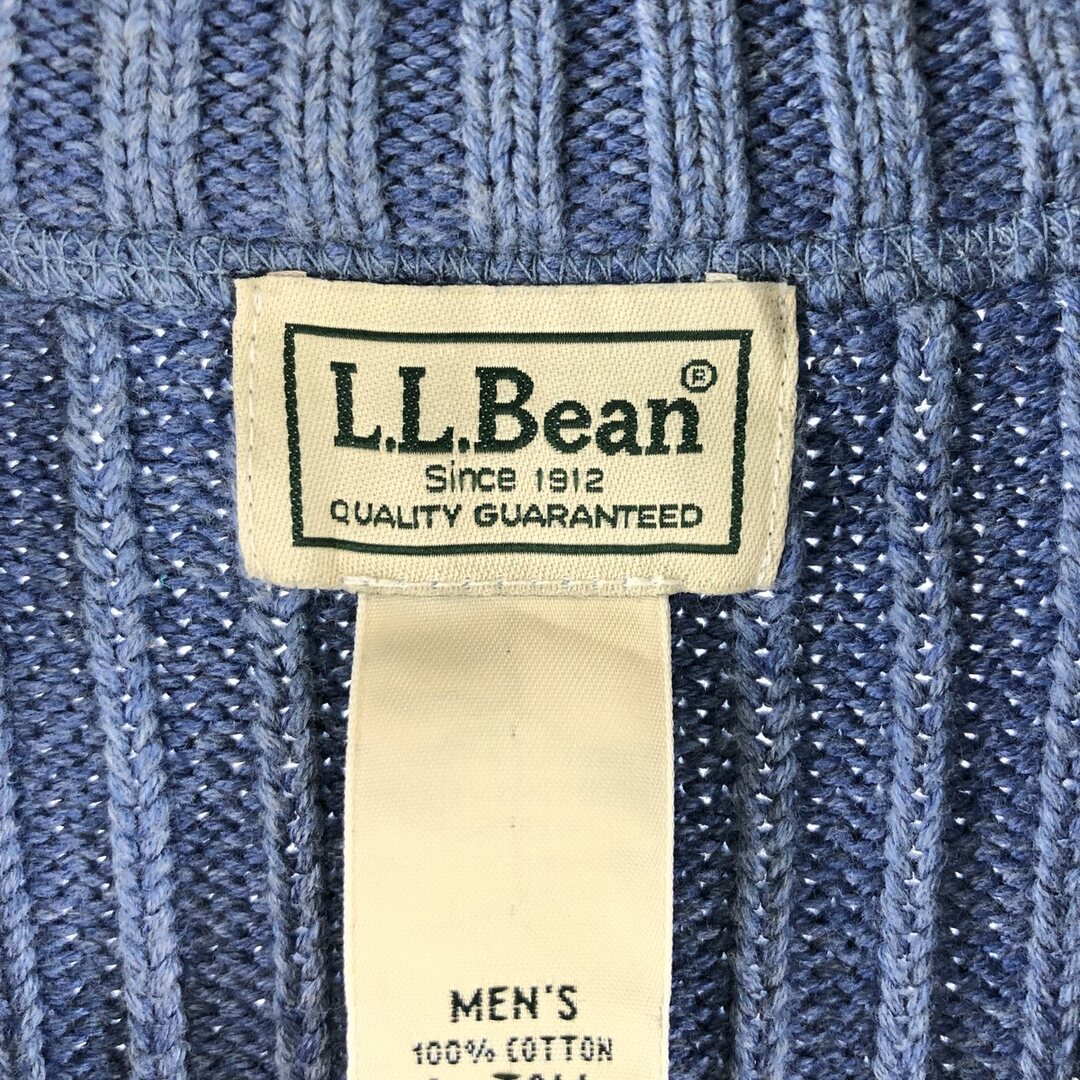 L.L.Bean®
Since 1912
QUALITY GUARANTEED
MEN'S
100% COTTON